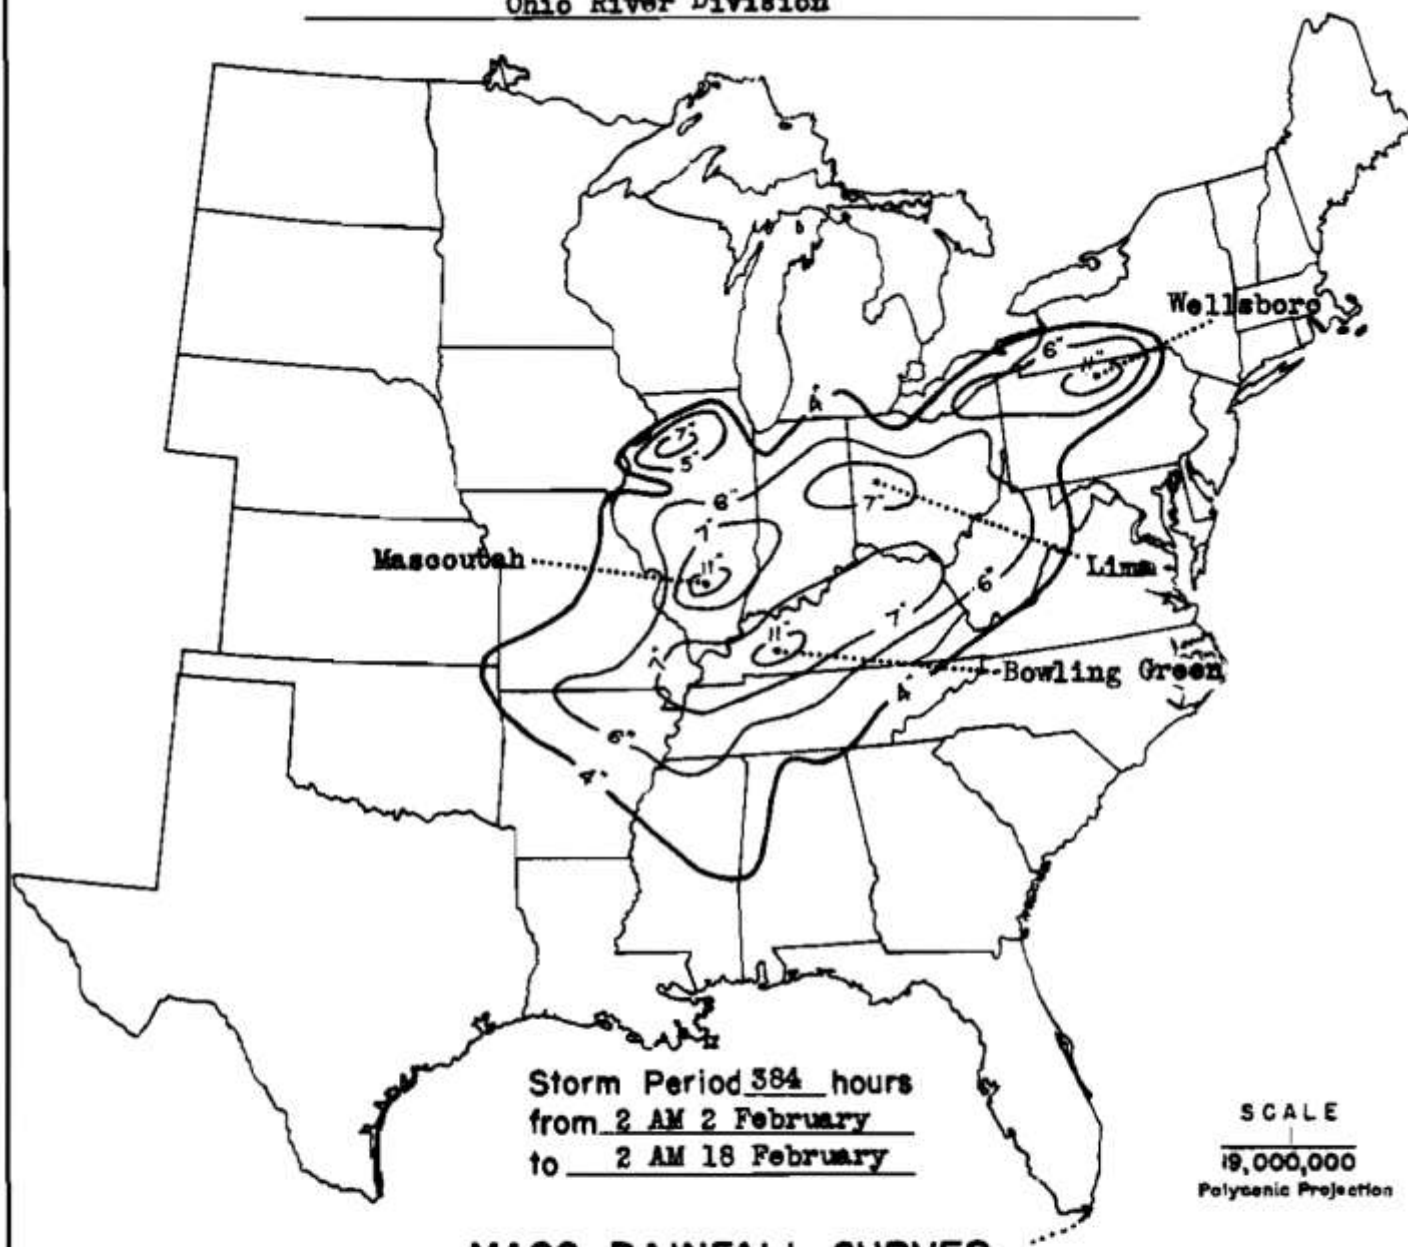 Ohio River Division
Wellsboro
6"
11"
4"
7"
5"
6"
7"
7"
Mascoutah
11"
Lima
6"
7"
11"
7"
Bowling Green
4"
6"
4"
Storm Period 384 hours
from 2 AM 2 February
to 2 AM 18 February
SCALE
1
19,000,000
Polyconic Projection
MASS RAINFALL CURVES